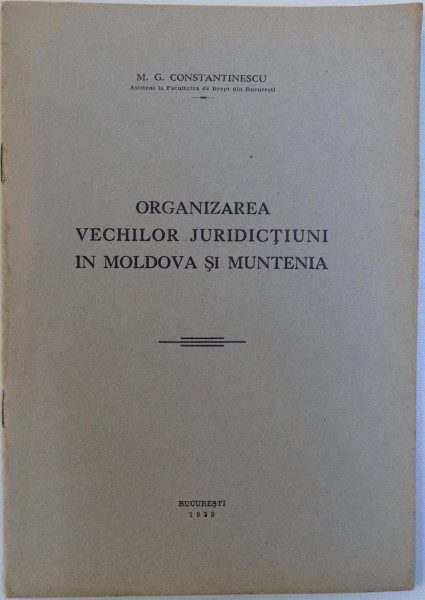 M. G. CONSTANTINESCU
Asistent la Facultatea de Drept din Bucureşti
ORGANIZAREA
VECHILOR JURIDICŢIUNI
IN MOLDOVA ŞI MUNTENIA
BUCUREŞTI
1939